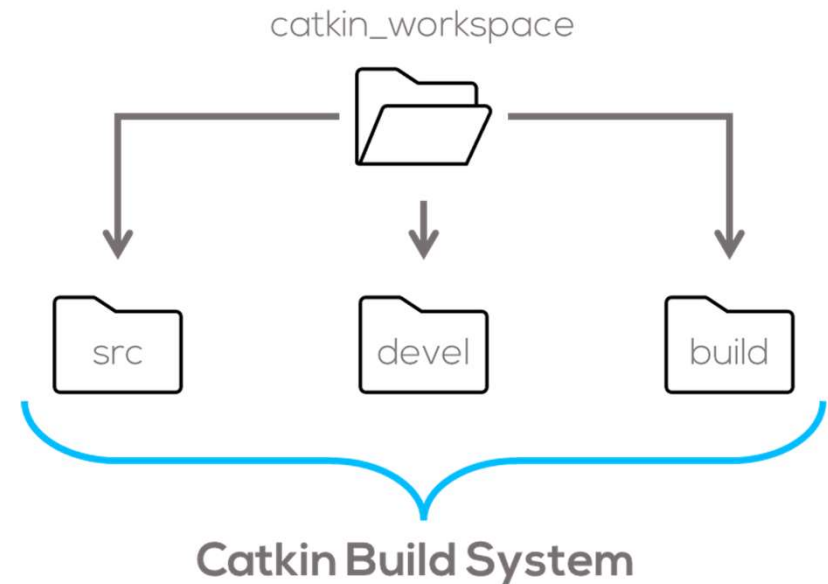 catkin_workspace
src
devel
build
Catkin Build System